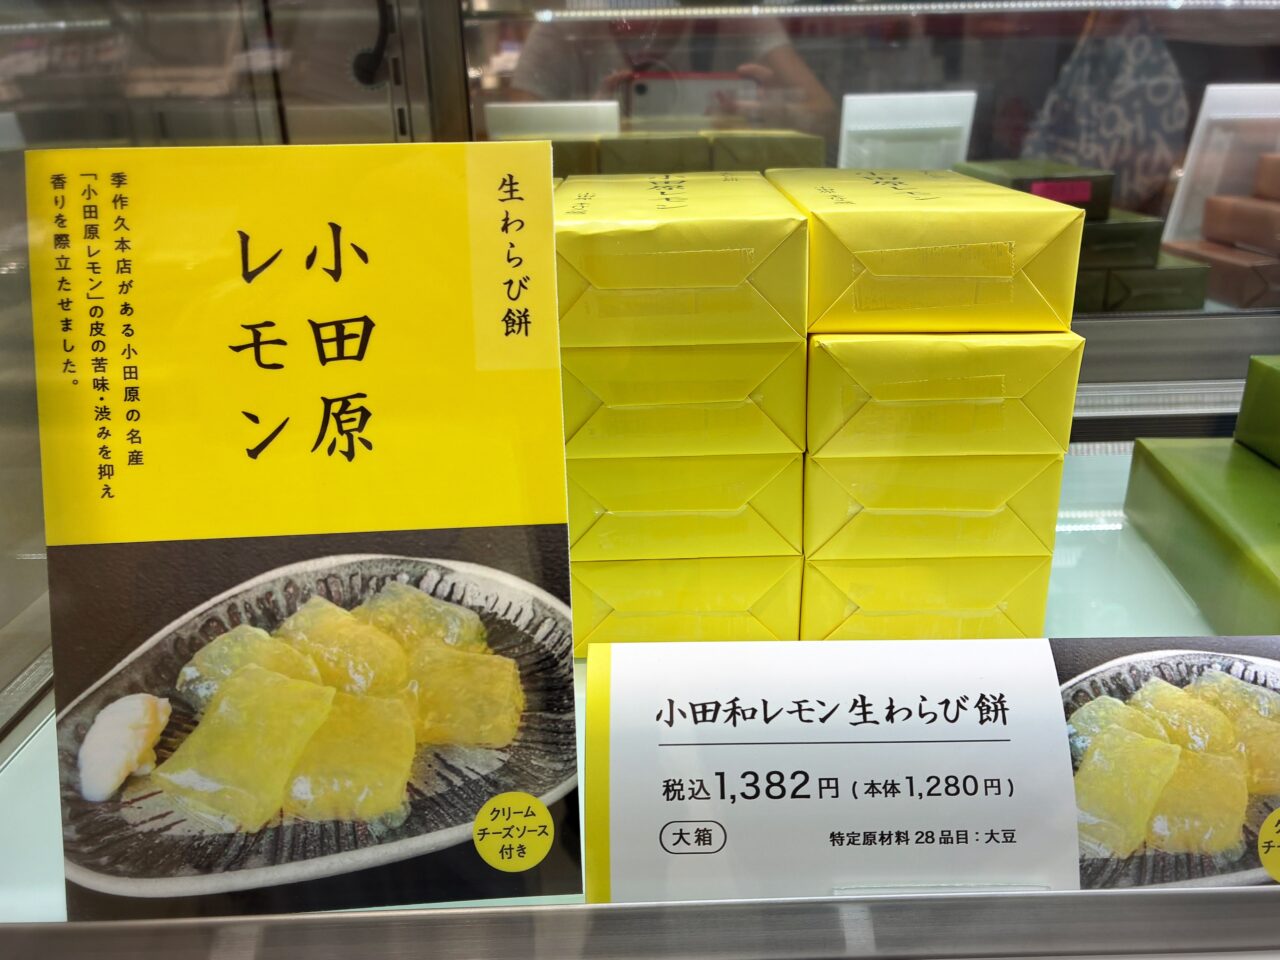 生わらび餅
小田原
レモン
季作久本店がある小田原の名産
「小田原レモン」の皮の苦味・渋みを抑え
香りを際立たせました。
クリーム
チーズソース
付き
小田和レモン生わらび餅
税込1,382円(本体1,280円)
大箱
特定原材料28品目：大豆